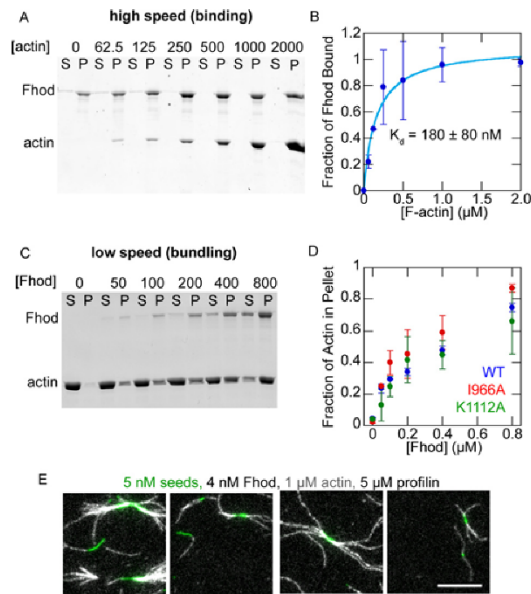 A
high speed (binding)
[actin] 0 62.5 125 250 500 1000 2000
S P S P S P S P S P S P S P
Fhod
actin
B
Fraction of Fhod Bound
1.2
1
0.8
0.6
0.4
0.2
0
K_d = 180 ± 80 nM
0 0.5 1.0 1.5 2.0
[F-actin] (µM)
C
low speed (bundling)
[Fhod] 0 50 100 200 400 800
S P S P S P S P S P S P
Fhod
actin
D
Fraction of Actin in Pellet
1.0
0.8
0.6
0.4
0.2
0
WT
I966A
K1112A
0 0.2 0.4 0.6 0.8
[Fhod] (µM)
E
5 nM seeds, 4 nM Fhod, 1 µM actin, 5 µM profilin